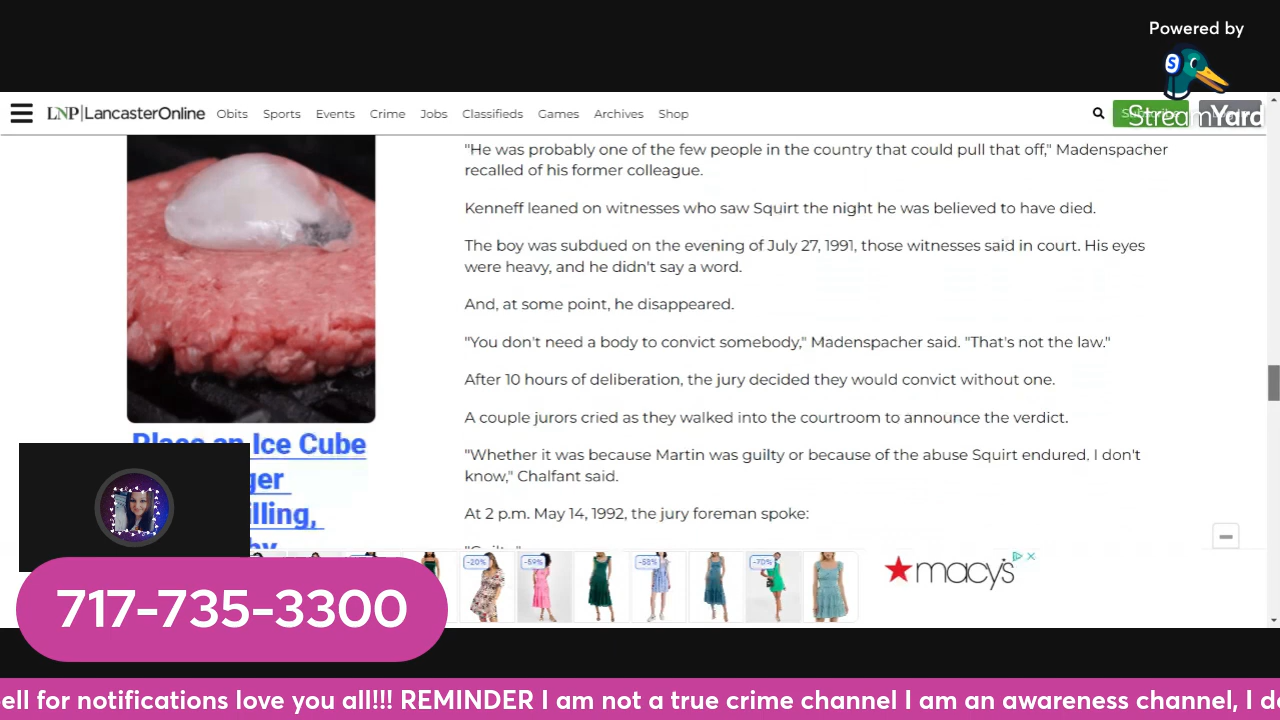 Powered by
StreamYard
LNP | LancasterOnline Obits Sports Events Crime Jobs Classifieds Games Archives Shop
"He was probably one of the few people in the country that could pull that off," Madenspacher
recalled of his former colleague.
Kenneff leaned on witnesses who saw Squirt the night he was believed to have died.
The boy was subdued on the evening of July 27, 1991, those witnesses said in court. His eyes
were heavy, and he didn't say a word.
And, at some point, he disappeared.
"You don't need a body to convict somebody," Madenspacher said. "That's not the law."
After 10 hours of deliberation, the jury decided they would convict without one.
A couple jurors cried as they walked into the courtroom to announce the verdict.
"Whether it was because Martin was guilty or because of the abuse Squirt endured. I don't
know," Chalfant said.
At 2 p.m. May 14, 1992, the jury foreman spoke:
Place an Ice Cube
-20% -59% -58% -70%
macy's
717-735-3300
ell for notifications love you all!!! REMINDER I am not a true crime channel I am an awareness channel, I d